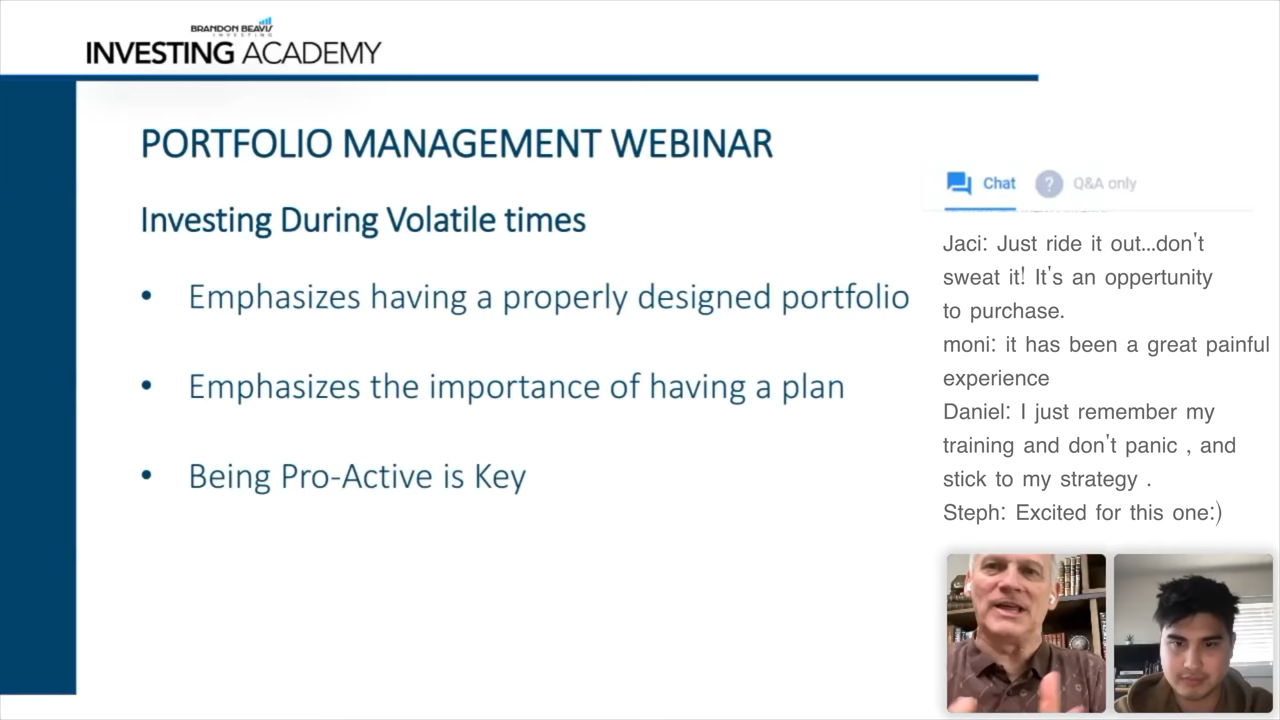 BRANDON BEAVIS
INVESTING
INVESTING ACADEMY
PORTFOLIO MANAGEMENT WEBINAR
Investing During Volatile times
• Emphasizes having a properly designed portfolio
• Emphasizes the importance of having a plan
• Being Pro-Active is Key
Chat ? Q&A only
Jaci: Just ride it out...don't
sweat it! It's an oppertunity
to purchase.
moni: it has been a great painful
experience
Daniel: I just remember my
training and don't panic , and
stick to my strategy .
Steph: Excited for this one:)